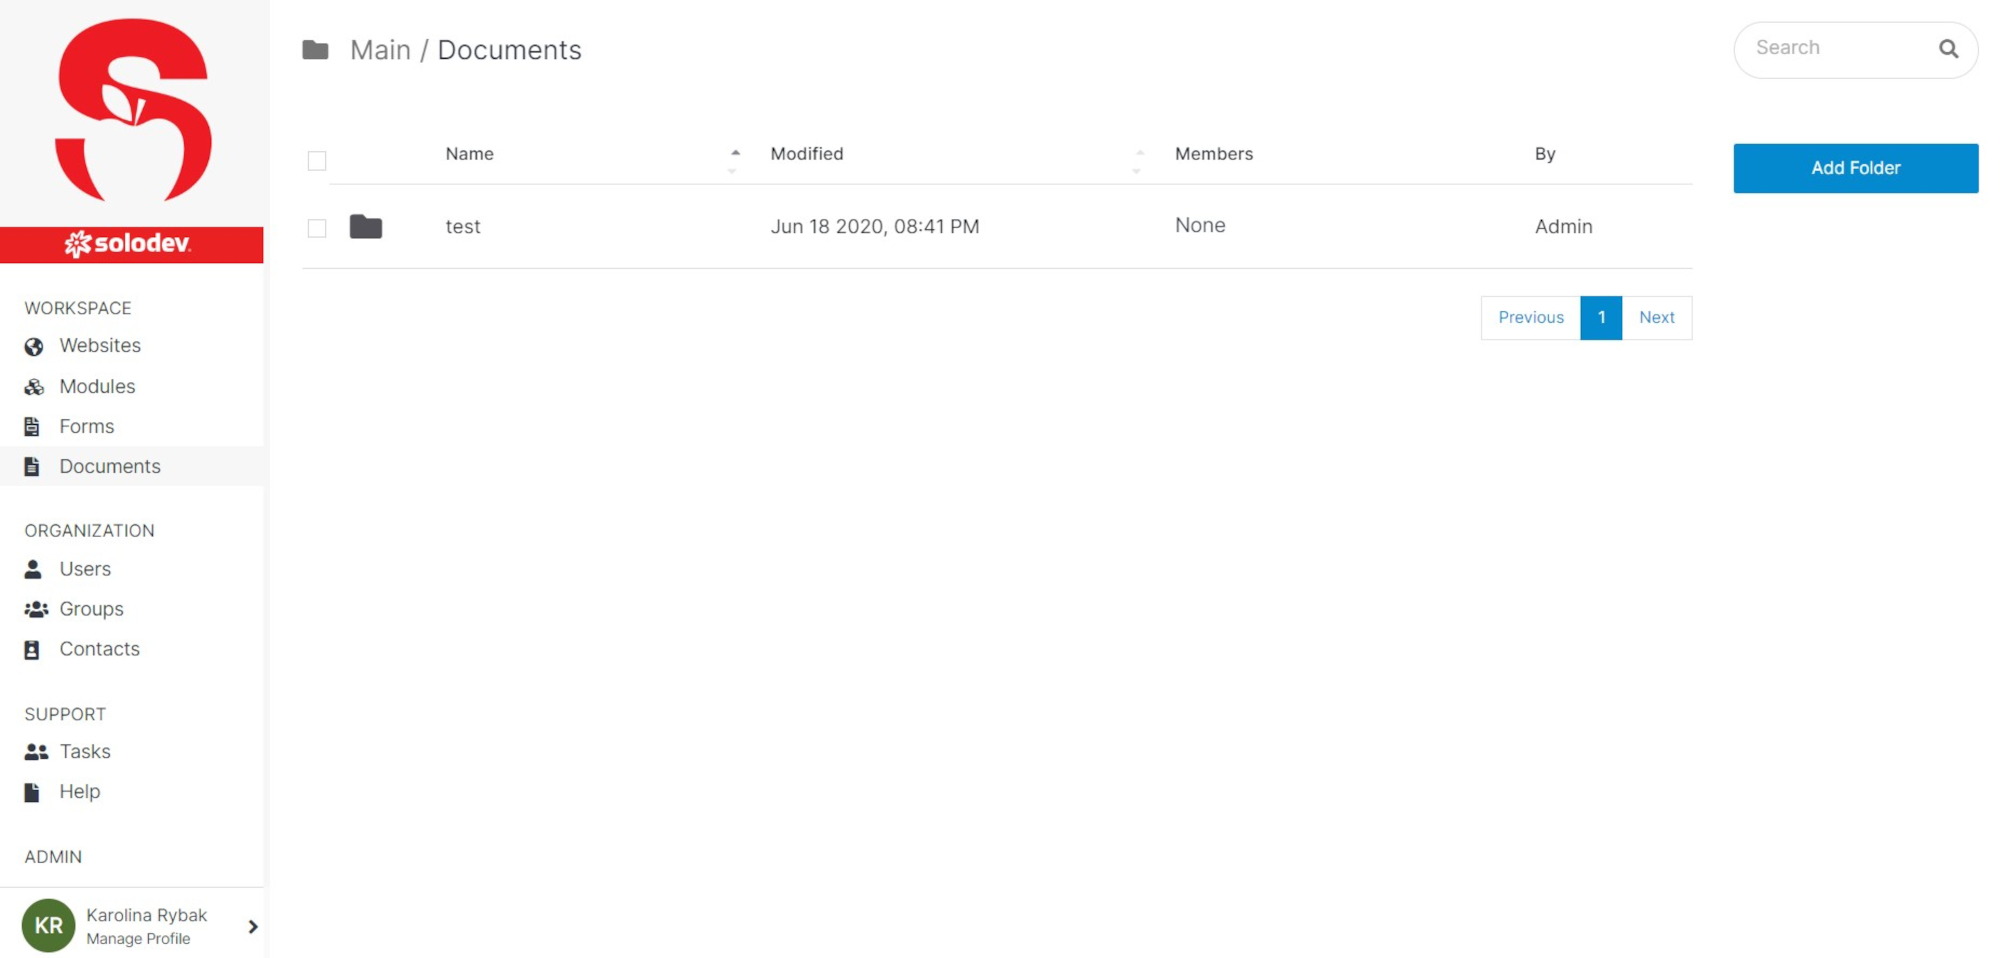 Main / Documents
Search
Name Modified Members By
Add Folder
test Jun 18 2020, 08:41 PM None Admin
Previous 1 Next
solodev
WORKSPACE
Websites
Modules
Forms
Documents
ORGANIZATION
Users
Groups
Contacts
SUPPORT
Tasks
Help
ADMIN
KR Karolina Rybak
Manage Profile